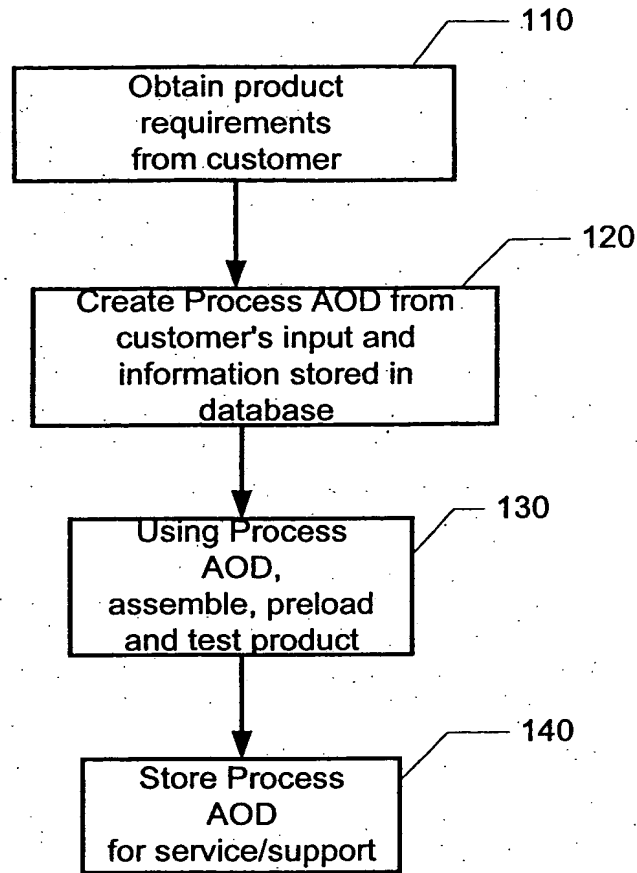 110
Obtain product
requirements
from customer
120
Create Process AOD from
customer's input and
information stored in
database
130
Using Process
AOD,
assemble, preload
and test product
140
Store Process
AOD
for service/support